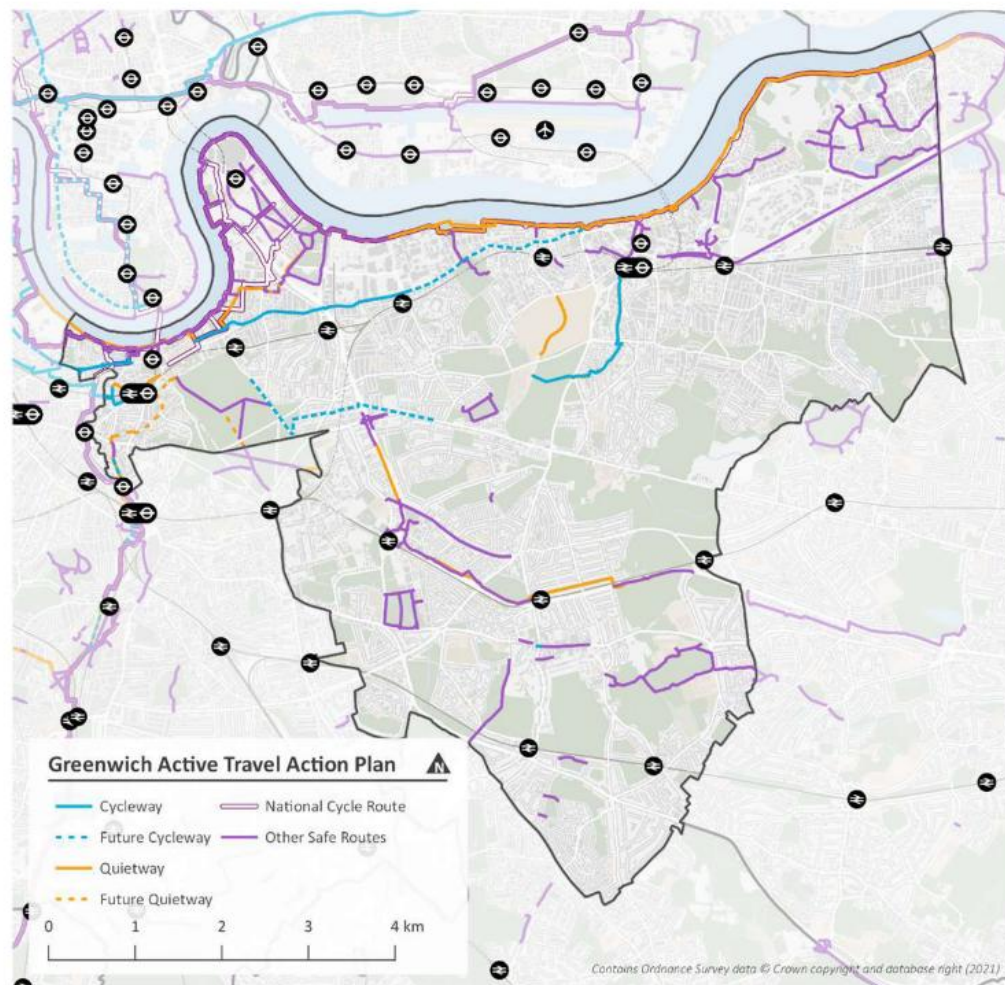 Greenwich Active Travel Action Plan
N
Cycleway
National Cycle Route
Future Cycleway
Other Safe Routes
Quietway
Future Quietway
0 1 2 3 4 km
Contains Ordnance Survey data © Crown copyright and database right (2021)